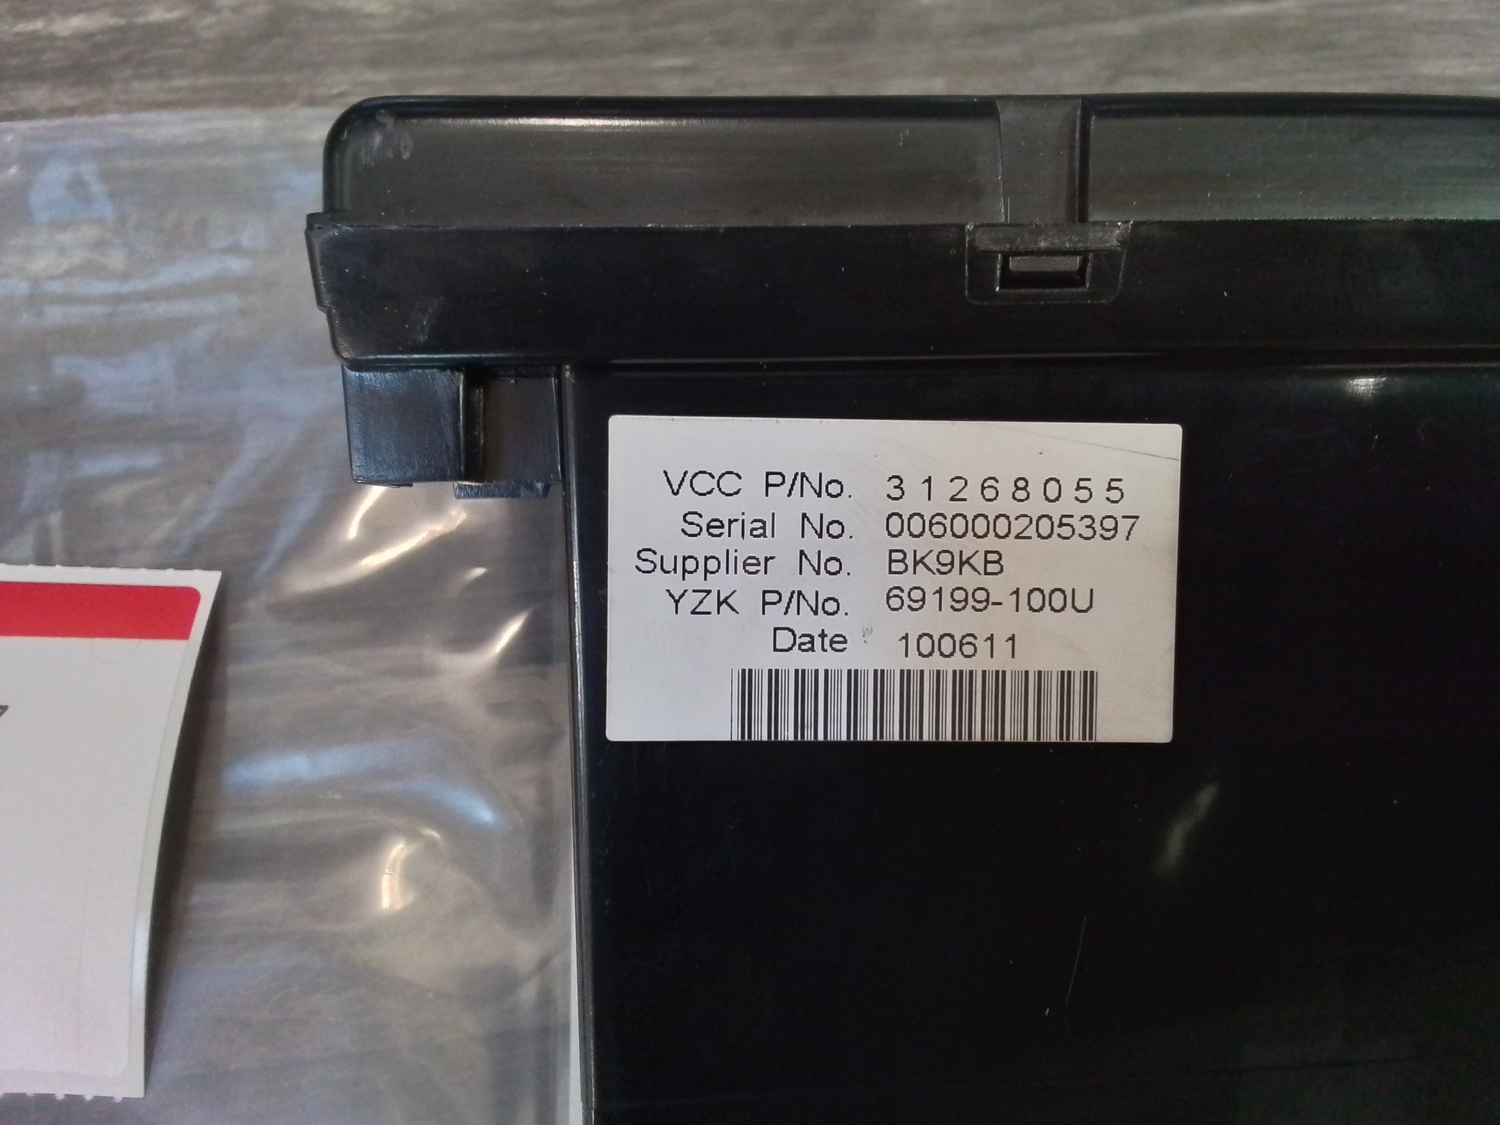 VCC P/No. 31268055
Serial No. 006000205397
Supplier No. BK9KB
YZK P/No. 69199-100U
Date 100611